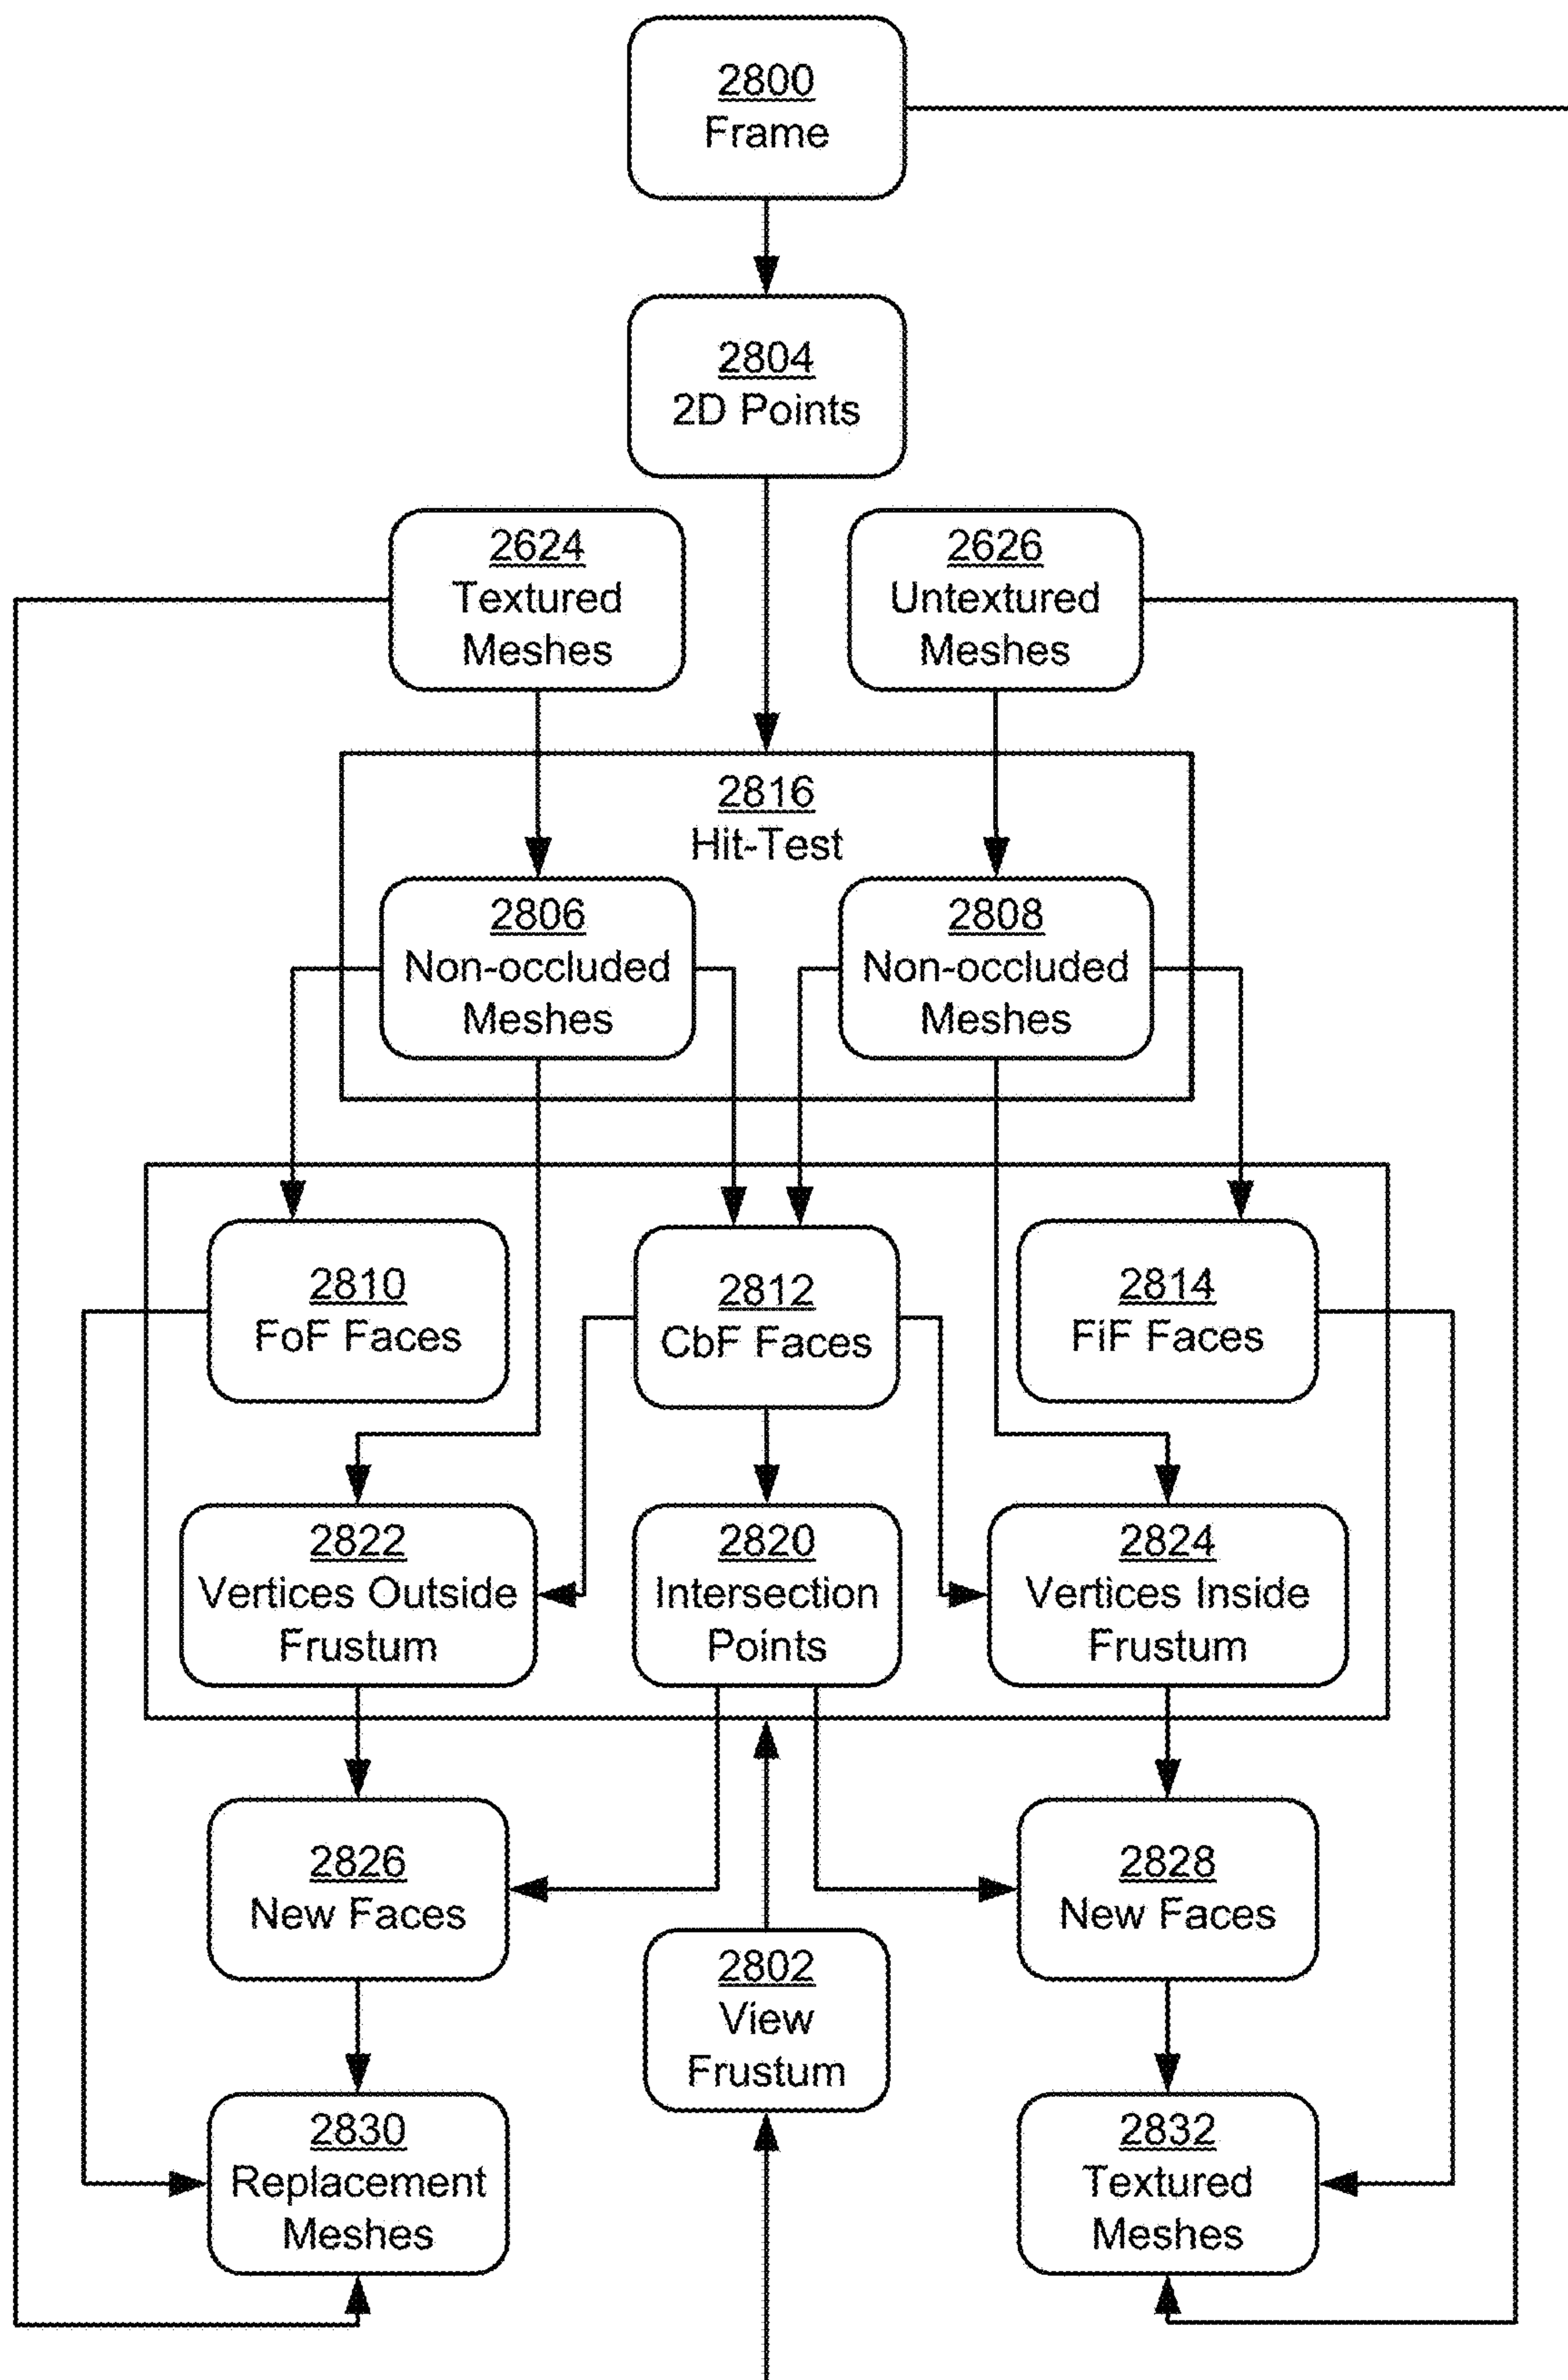 2800
Frame
2804
2D Points
2624
Textured
Meshes
2626
Untextured
Meshes
2816
Hit-Test
2806
Non-occluded
Meshes
2808
Non-occluded
Meshes
2810
FoF Faces
2812
CbF Faces
2814
FiF Faces
2822
Vertices Outside
Frustum
2820
Intersection
Points
2824
Vertices Inside
Frustum
2826
New Faces
2828
New Faces
2802
View
Frustum
2830
Replacement
Meshes
2832
Textured
Meshes